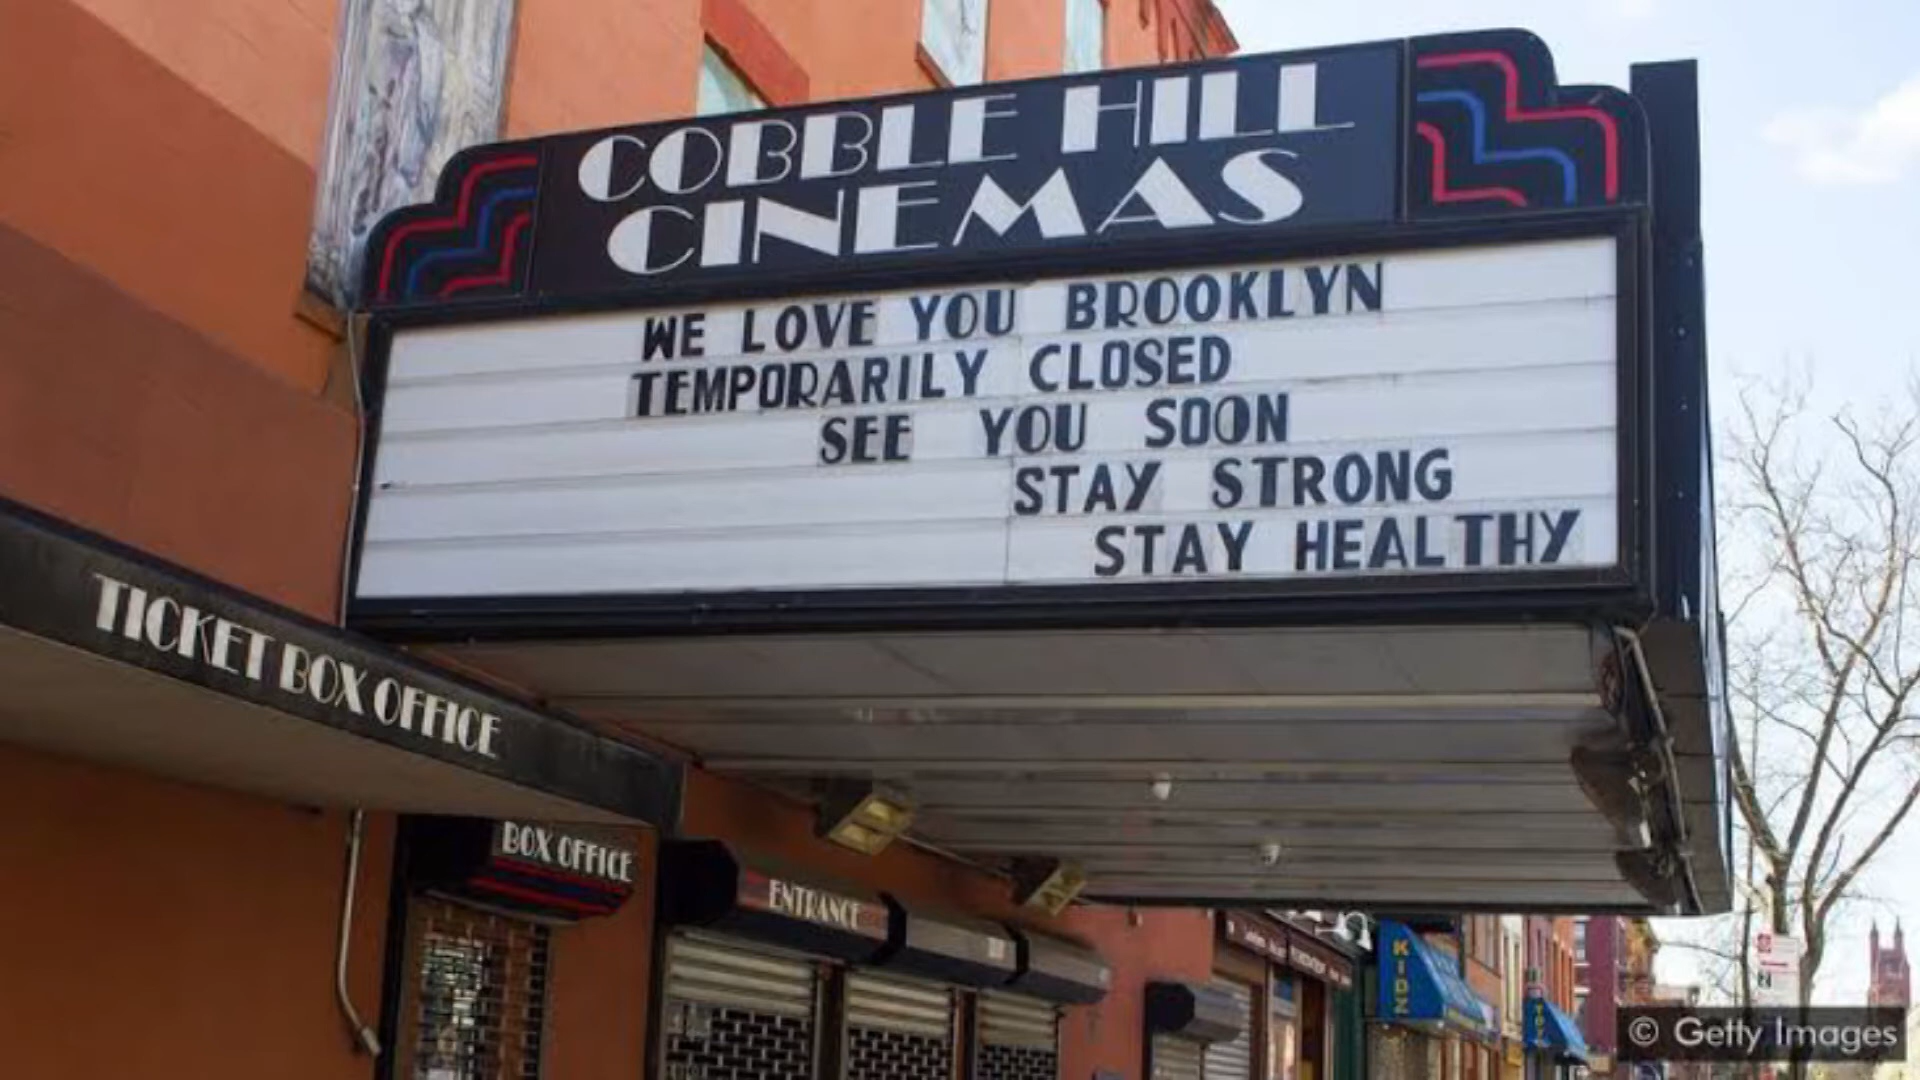 COBBLE HILL
CINEMAS
WE LOVE YOU BROOKLYN
TEMPORARILY CLOSED
SEE YOU SOON
STAY STRONG
STAY HEALTHY
TICKET BOX OFFICE
BOX OFFICE
ENTRANCE
KIDZ
© Getty Images